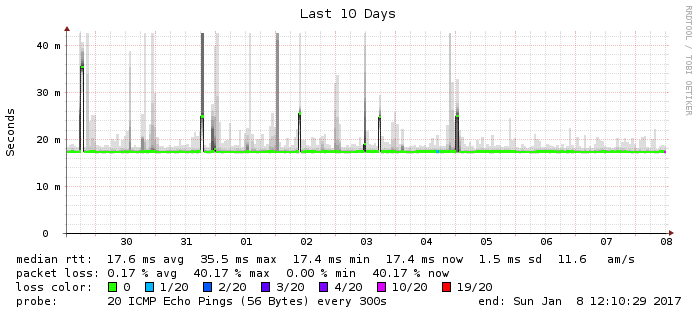 Last 10 Days
RRDTOOL / TOBI OETIKER
Seconds
40 m
30 m
20 m
10 m
0
30 31 01 02 03 04 05 06 07 08
median rtt: 17.6 ms avg 35.5 ms max 17.4 ms min 17.4 ms now 1.5 ms sd 11.6 am/s
packet loss: 0.17 % avg 40.17 % max 0.00 % min 40.17 % now
loss color: 0 1/20 2/20 3/20 4/20 10/20 19/20
probe: 20 ICMP Echo Pings (56 Bytes) every 300s end: Sun Jan 8 12:10:29 2017